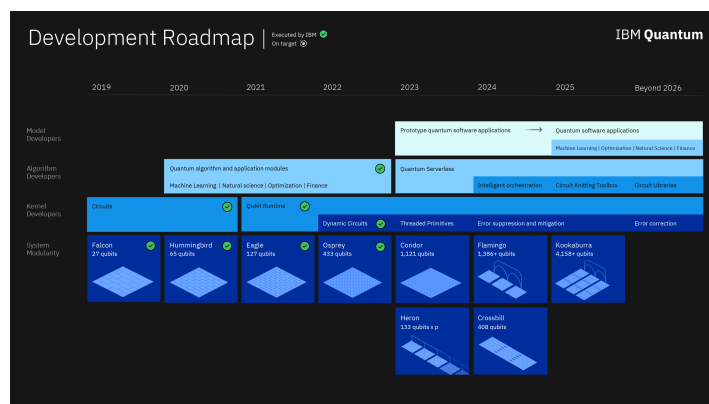 Development Roadmap
Executed by IBM
On target
IBM Quantum
2019 2020 2021 2022 2023 2024 2025 Beyond 2026
Model
Developers
Prototype quantum software applications
Quantum software applications
Machine Learning | Optimization | Natural Science | Finance
Algorithm
Developers
Quantum algorithm and application modules
Machine Learning | Natural science | Optimization | Finance
Quantum Serverless
Intelligent orchestration
Circuit Knitting Toolbox
Circuit Libraries
Kernel
Developers
Circuits
Qiskit Runtime
Dynamic Circuits
Threaded Primitives
Error suppression and mitigation
Error correction
System
Modularity
Falcon
27 qubits
Hummingbird
65 qubits
Eagle
127 qubits
Osprey
433 qubits
Condor
1,121 qubits
Flamingo
1,386+ qubits
Kookaburra
4,158+ qubits
Heron
133 qubits x p
Crossbill
408 qubits